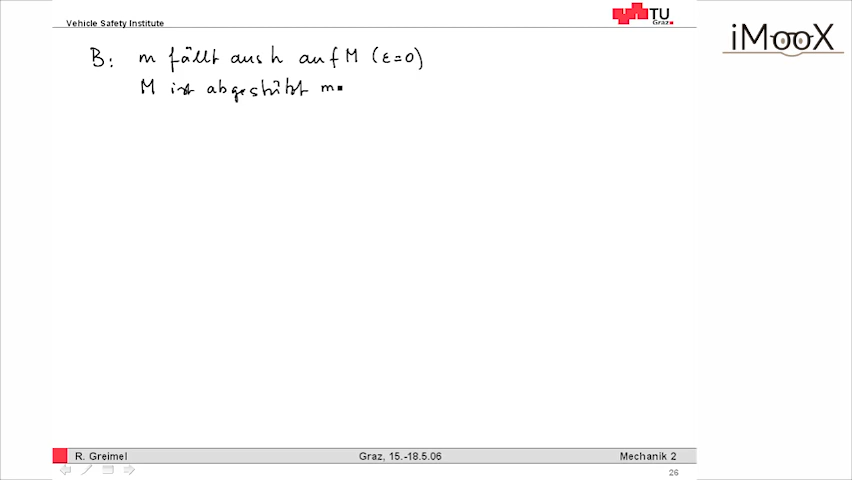 Vehicle Safety Institute
TU
Graz
iMooX
B: m fällt aus h auf M (ε=0)
M ist abgestützt m
R. Greimel
Graz, 15.-18.5.06
Mechanik 2
26